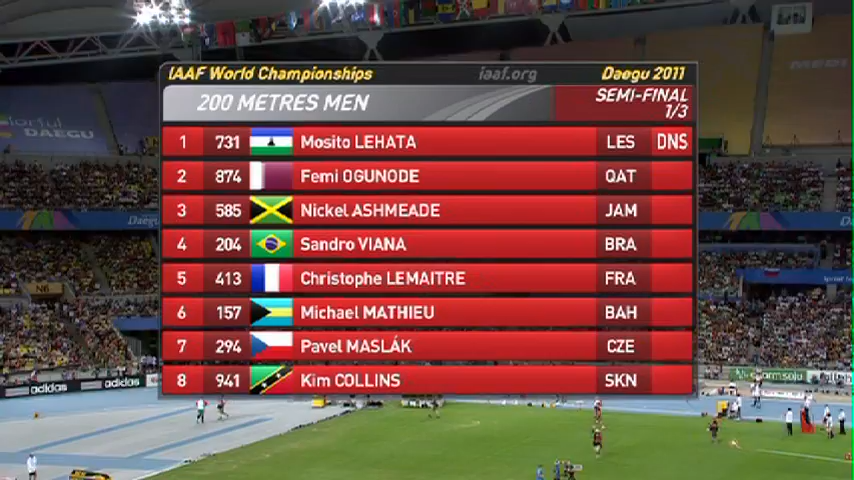 IAAF World Championships iaaf.org Daegu 2011
200 METRES MEN SEMI-FINAL
1/3
1 731 Mosito LEHATA LES DNS
2 874 Femi OGUNODE QAT
3 585 Nickel ASHMEADE JAM
4 204 Sandro VIANA BRA
5 413 Christophe LEMAITRE FRA
6 157 Michael MATHIEU BAH
7 294 Pavel MASLÁK CZE
8 941 Kim COLLINS SKN
DAEGU
Daegu
adidas adidas